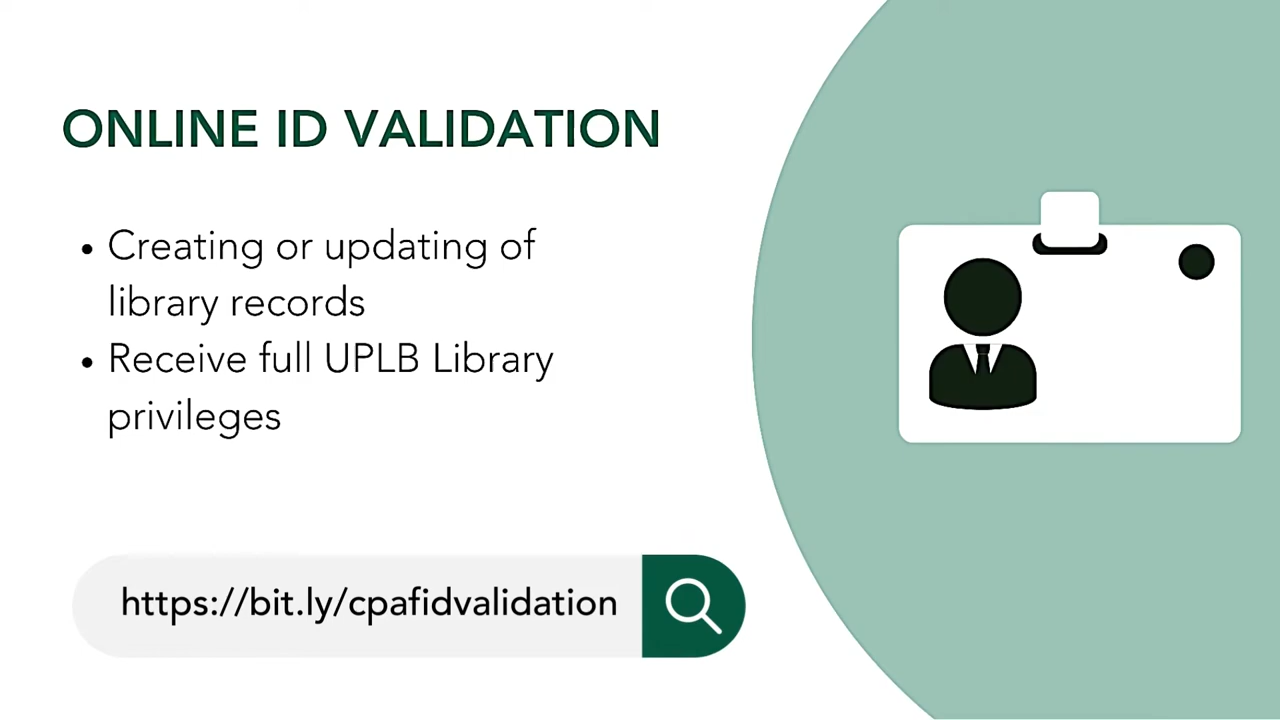 ONLINE ID VALIDATION
• Creating or updating of
library records
• Receive full UPLB Library
privileges
https://bit.ly/cpafidvalidation